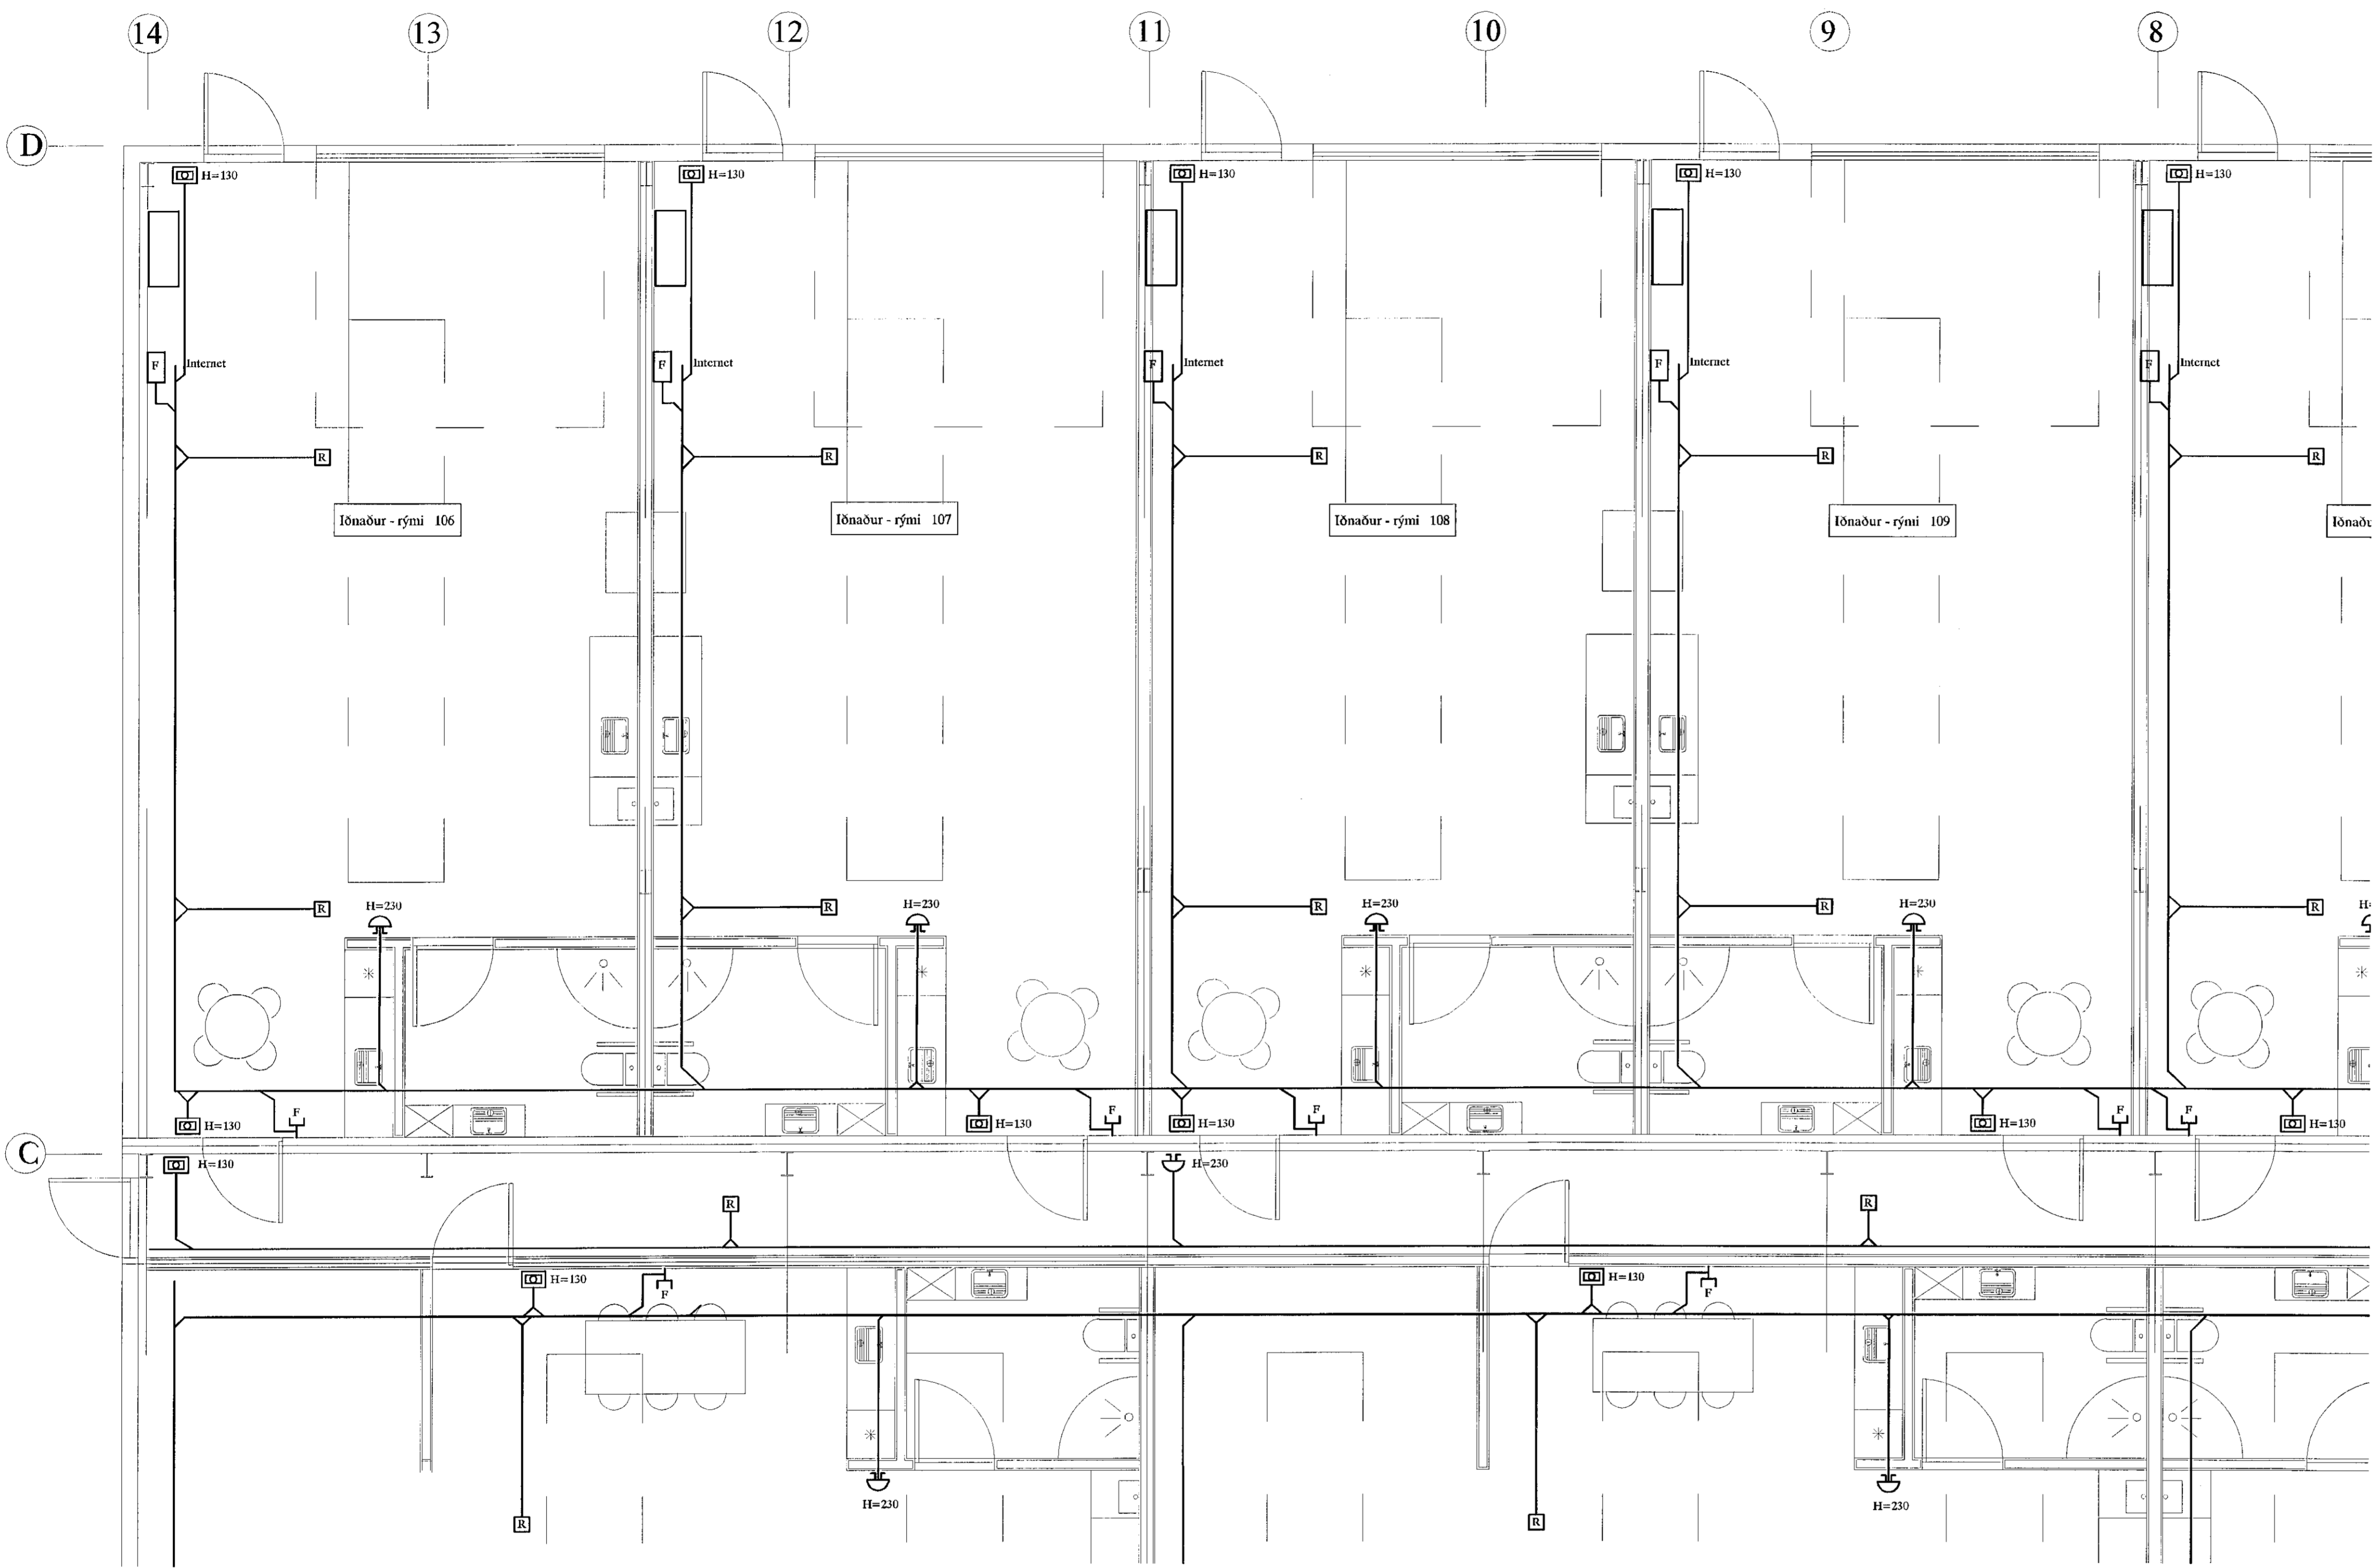 14 13 12 11 10 9 8
D
H=130 H=130 H=130 H=130 H=130
F Internet F Internet F Internet F Internet F Internet
R R R R R
Iðnaður - rými 106 Iðnaður - rými 107 Iðnaður - rými 108 Iðnaður - rými 109 Iðnaðu
R R R R R
H=230 H=230 H=230 H=230 H=
F F F F F
H=130 H=130 H=130 H=130 H=130
C
H=130 H=230
R R
H=130 F H=130 F
H=230 H=230
R R